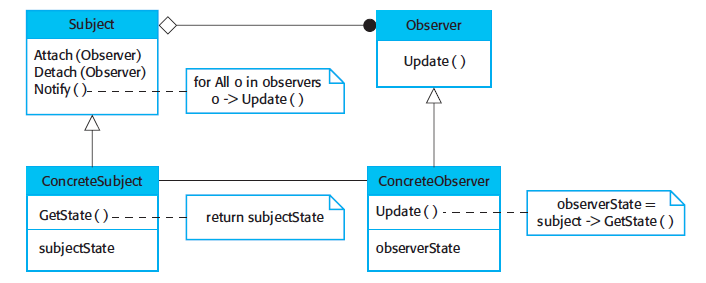 Subject
Observer
Attach (Observer)
Detach (Observer)
Notify ( )
for All o in observers
o -> Update ( )
Update ( )
ConcreteSubject
GetState ( )
subjectState
return subjectState
ConcreteObserver
Update ( )
observerState
observerState =
subject -> GetState ( )